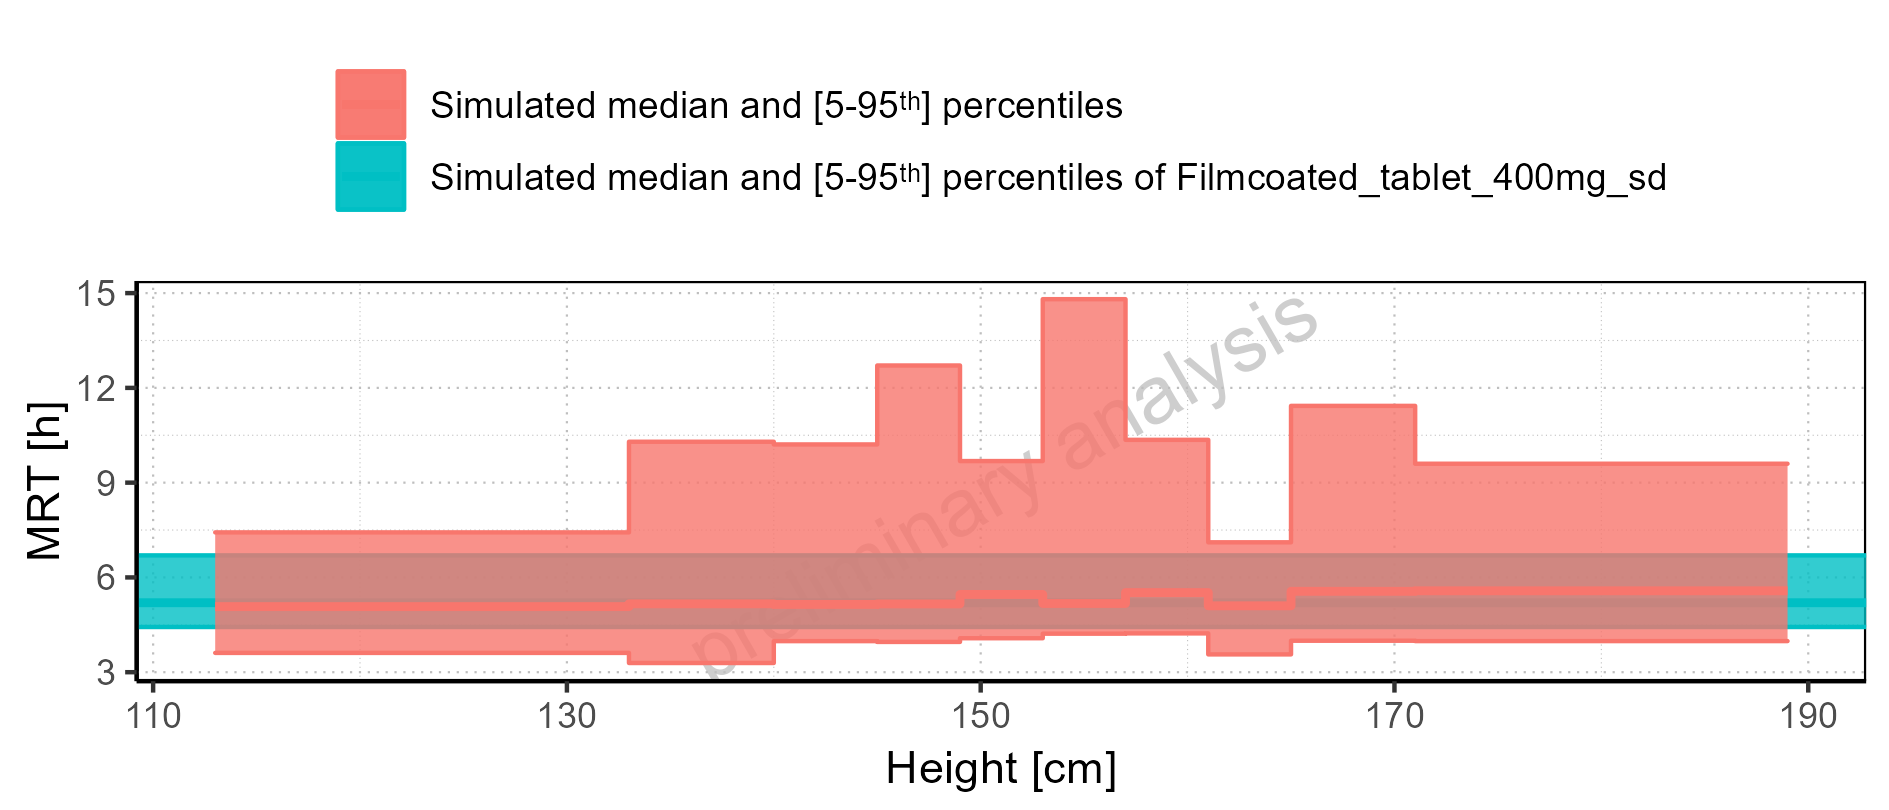 Simulated median and [5-95th] percentiles
Simulated median and [5-95th] percentiles of Filmcoated_tablet_400mg_sd
15
12
9
6
3
MRT [h]
preliminary analysis
110 130 150 170 190
Height [cm]